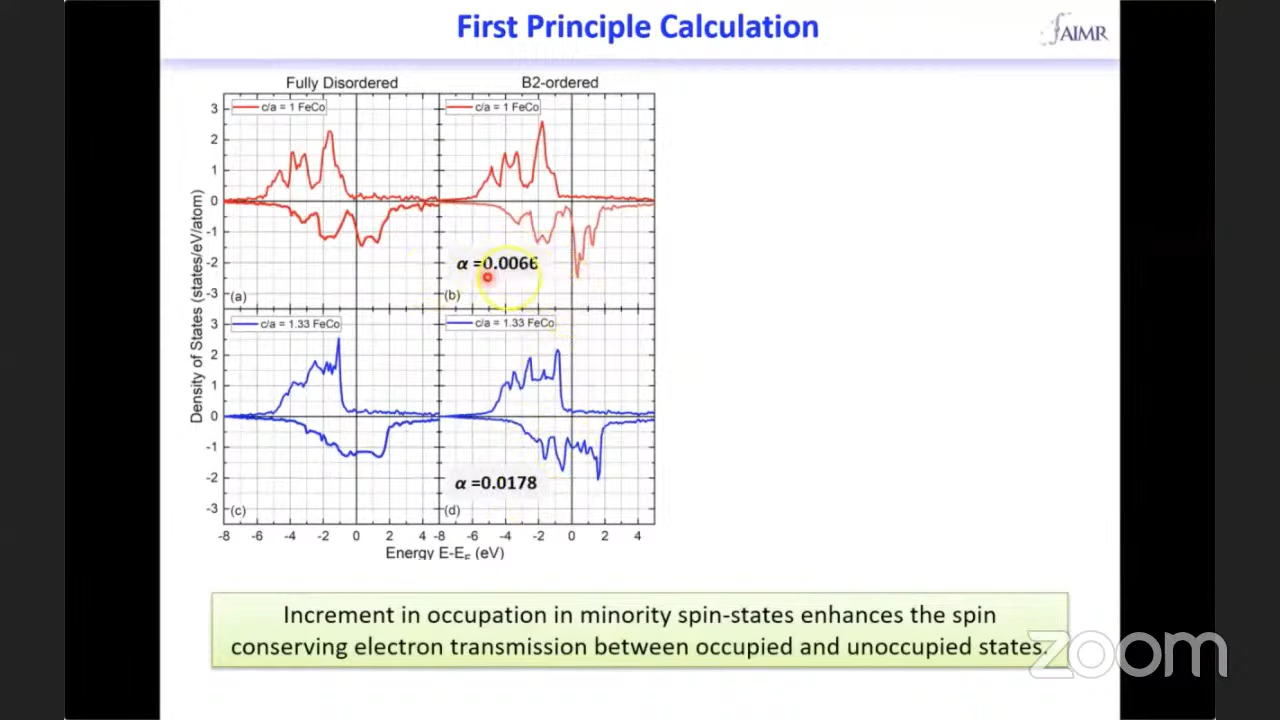 First Principle Calculation
AIMR
Fully Disordered
B2-ordered
c/a = 1 FeCo
c/a = 1 FeCo
3
2
1
0
-1
-2
-3
α =0.0066
(a)
(b)
Density of States (states/eV/atom)
c/a = 1.33 FeCo
c/a = 1.33 FeCo
3
2
1
0
-1
-2
-3
α =0.0178
(c)
(d)
-8 -6 -4 -2 0 2 4 -8 -6 -4 -2 0 2 4
Energy E-E_F (eV)
Increment in occupation in minority spin-states enhances the spin
conserving electron transmission between occupied and unoccupied states.
zoom